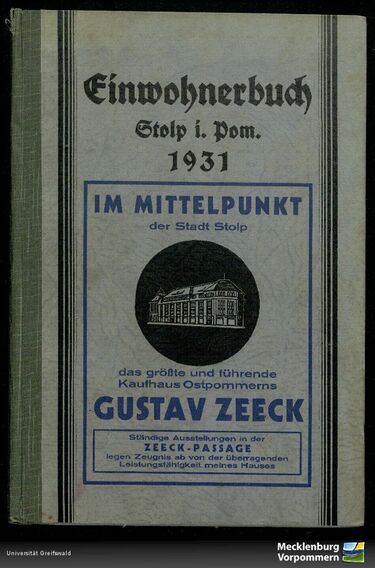 Einwohnerbuch
Stolp i. Pom.
1931
IM MITTELPUNKT
der Stadt Stolp
das größte und führende
Kaufhaus Ostpommerns
GUSTAV ZEECK
Ständige Ausstellungen in der
ZEECK-PASSAGE
legen Zeugnis ab von der überragenden
Leistungsfähigkeit meines Hauses
Universität Greifswald
Mecklenburg
Vorpommern